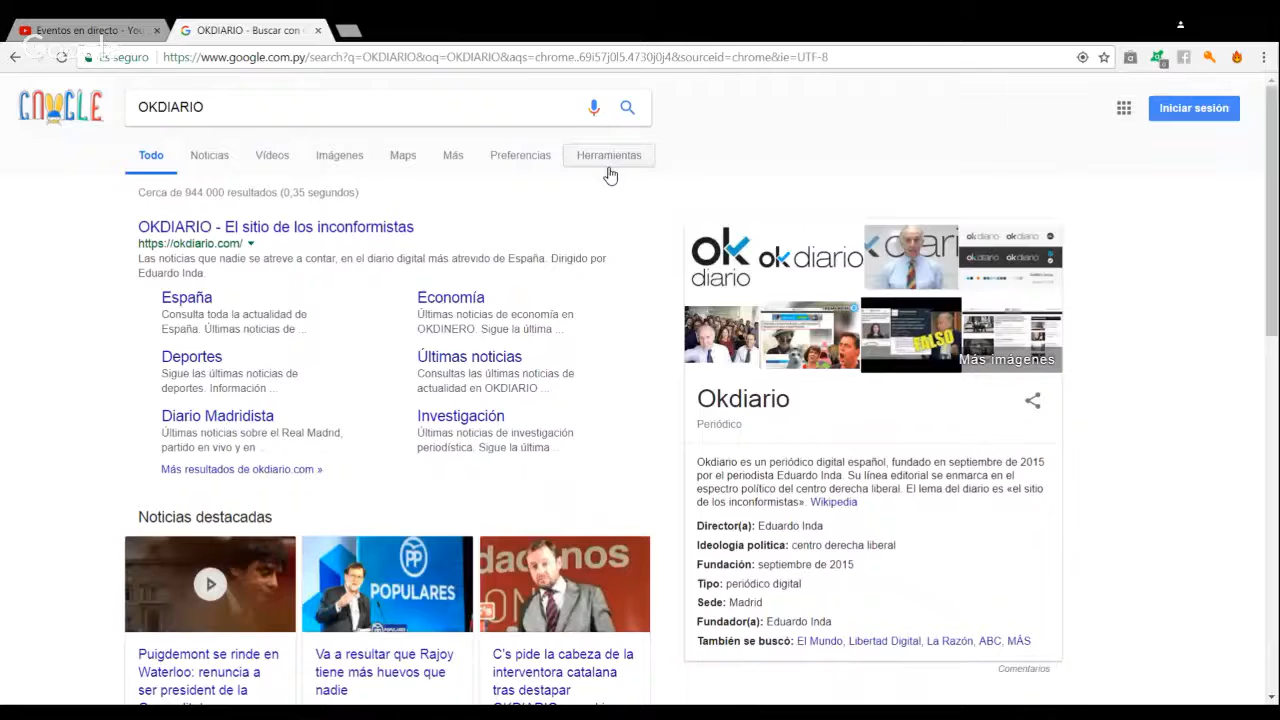 Eventos en directo - You
OKDIARIO - Buscar con
Es seguro
https://www.google.com.py/search?q=OKDIARIO&oq=OKDIARIO&aqs=chrome..69i57j0l5.4730j0j4&sourceid=chrome&ie=UTF-8
OKDIARIO
Iniciar sesión
Todo
Noticias
Vídeos
Imágenes
Maps
Más
Preferencias
Herramientas
Cerca de 944 000 resultados (0,35 segundos)
OKDIARIO - El sitio de los inconformistas
https://okdiario.com/
Las noticias que nadie se atreve a contar, en el diario digital más atrevido de España. Dirigido por
Eduardo Inda.
España
Consulta toda la actualidad de
España. Últimas noticias de ...
Economía
Últimas noticias de economía en
OKDINERO. Sigue la última ...
Deportes
Sigue las últimas noticias de
deportes. Información ...
Últimas noticias
Consultas las últimas noticias de
actualidad en OKDIARIO ...
Diario Madridista
Últimas noticias sobre el Real Madrid,
partido en vivo y en ...
Investigación
Últimas noticias de investigación
periodística. Sigue la última ...
Más resultados de okdiario.com »
Noticias destacadas
POPULARES
Puigdemont se rinde en
Waterloo: renuncia a
ser president de la
Va a resultar que Rajoy
tiene más huevos que
nadie
C's pide la cabeza de la
interventora catalana
tras destapar
ok
diario
okdiario
FALSO
Más imágenes
Okdiario
Periódico
Okdiario es un periódico digital español, fundado en septiembre de 2015
por el periodista Eduardo Inda. Su línea editorial se enmarca en el
espectro político del centro derecha liberal. El lema del diario es «el sitio
de los inconformistas». Wikipedia
Director(a): Eduardo Inda
Ideología política: centro derecha liberal
Fundación: septiembre de 2015
Tipo: periódico digital
Sede: Madrid
Fundador(a): Eduardo Inda
También se buscó: El Mundo, Libertad Digital, La Razón, ABC, MÁS
Comentarios